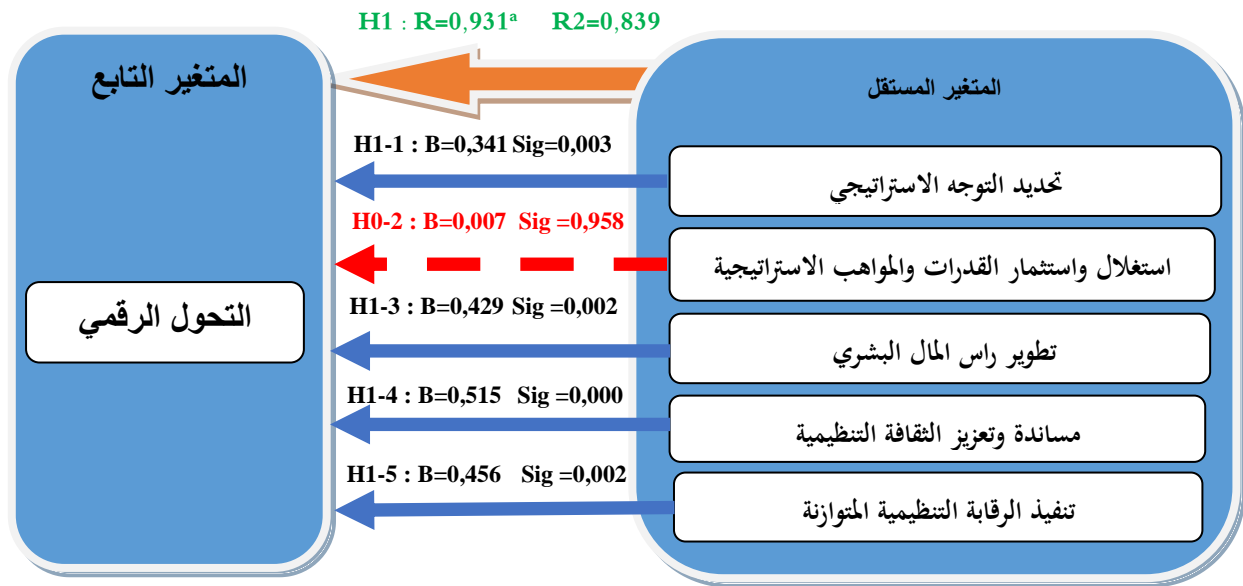 H1 : R=0,931ª R2=0,839
المتغير المستقل
المتغير التابع
H1-1 : B=0,341 Sig=0,003
تحديد التوجه الاستراتيجي
H0-2 : B=0,007 Sig =0,958
استغلال واستثمار القدرات والمواهب الاستراتيجية
التحول الرقمي
H1-3 : B=0,429 Sig =0,002
تطوير راس المال البشري
H1-4 : B=0,515 Sig =0,000
مساندة وتعزيز الثقافة التنظيمية
H1-5 : B=0,456 Sig =0,002
تنفيذ الرقابة التنظيمية المتوازنة